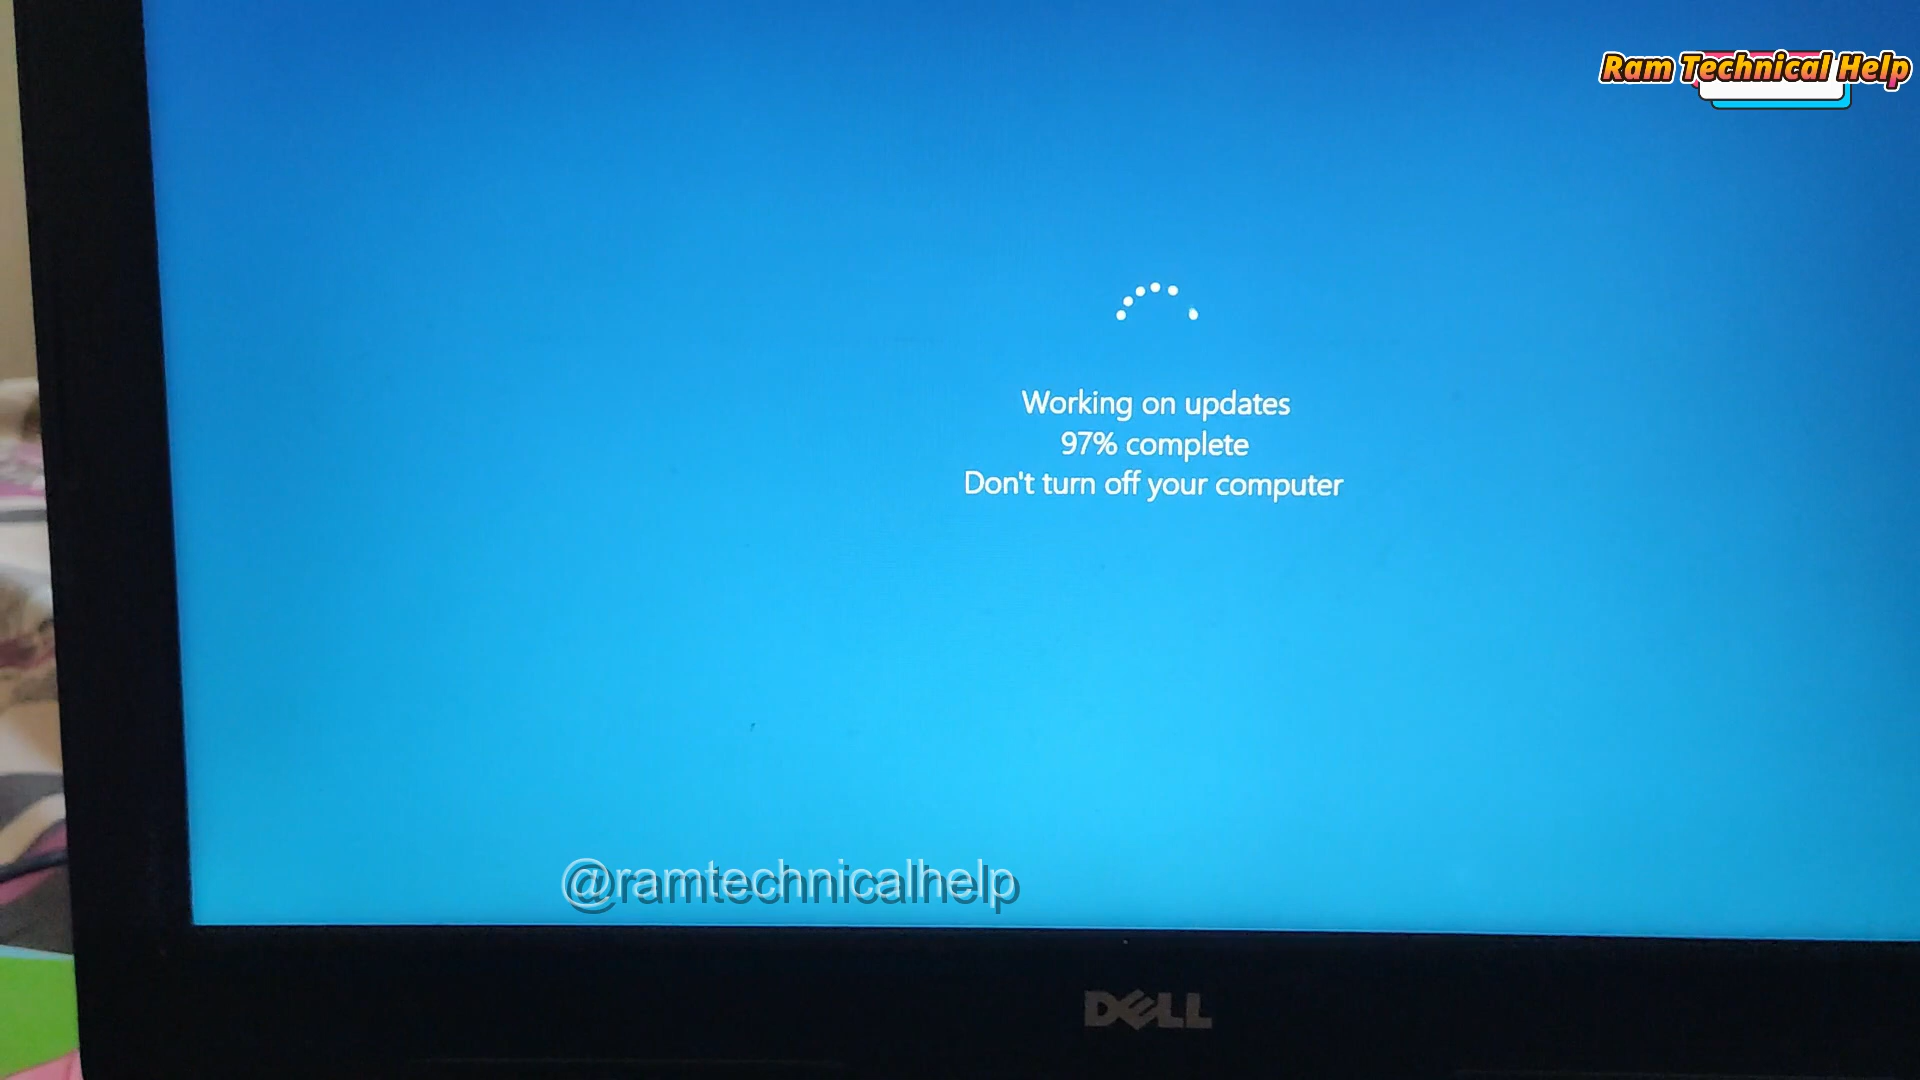 Ram Technical Help
Working on updates
97% complete
Don't turn off your computer
@ramtechnicalhelp
DELL